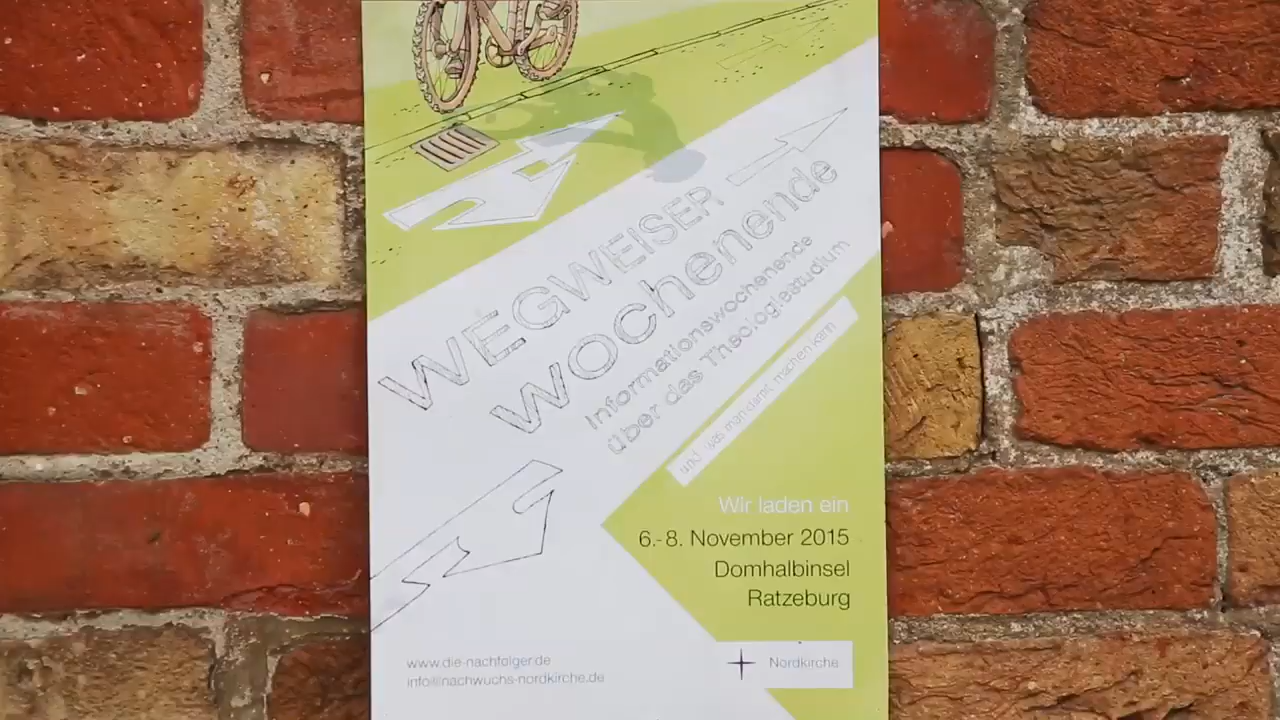 WEGWEISER
wochenende
Informationswochenende
über das Theologiestudium
und was man damit machen kann
Wir laden ein
6.-8. November 2015
Domhalbinsel
Ratzeburg
www.die-nachfolger.de
info@nachwuchs-nordkirche.de
Nordkirche